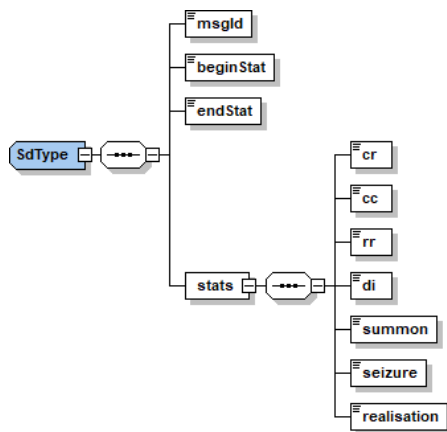 msgId
beginStat
endStat
SdType
stats
cr
cc
rr
di
summon
seizure
realisation